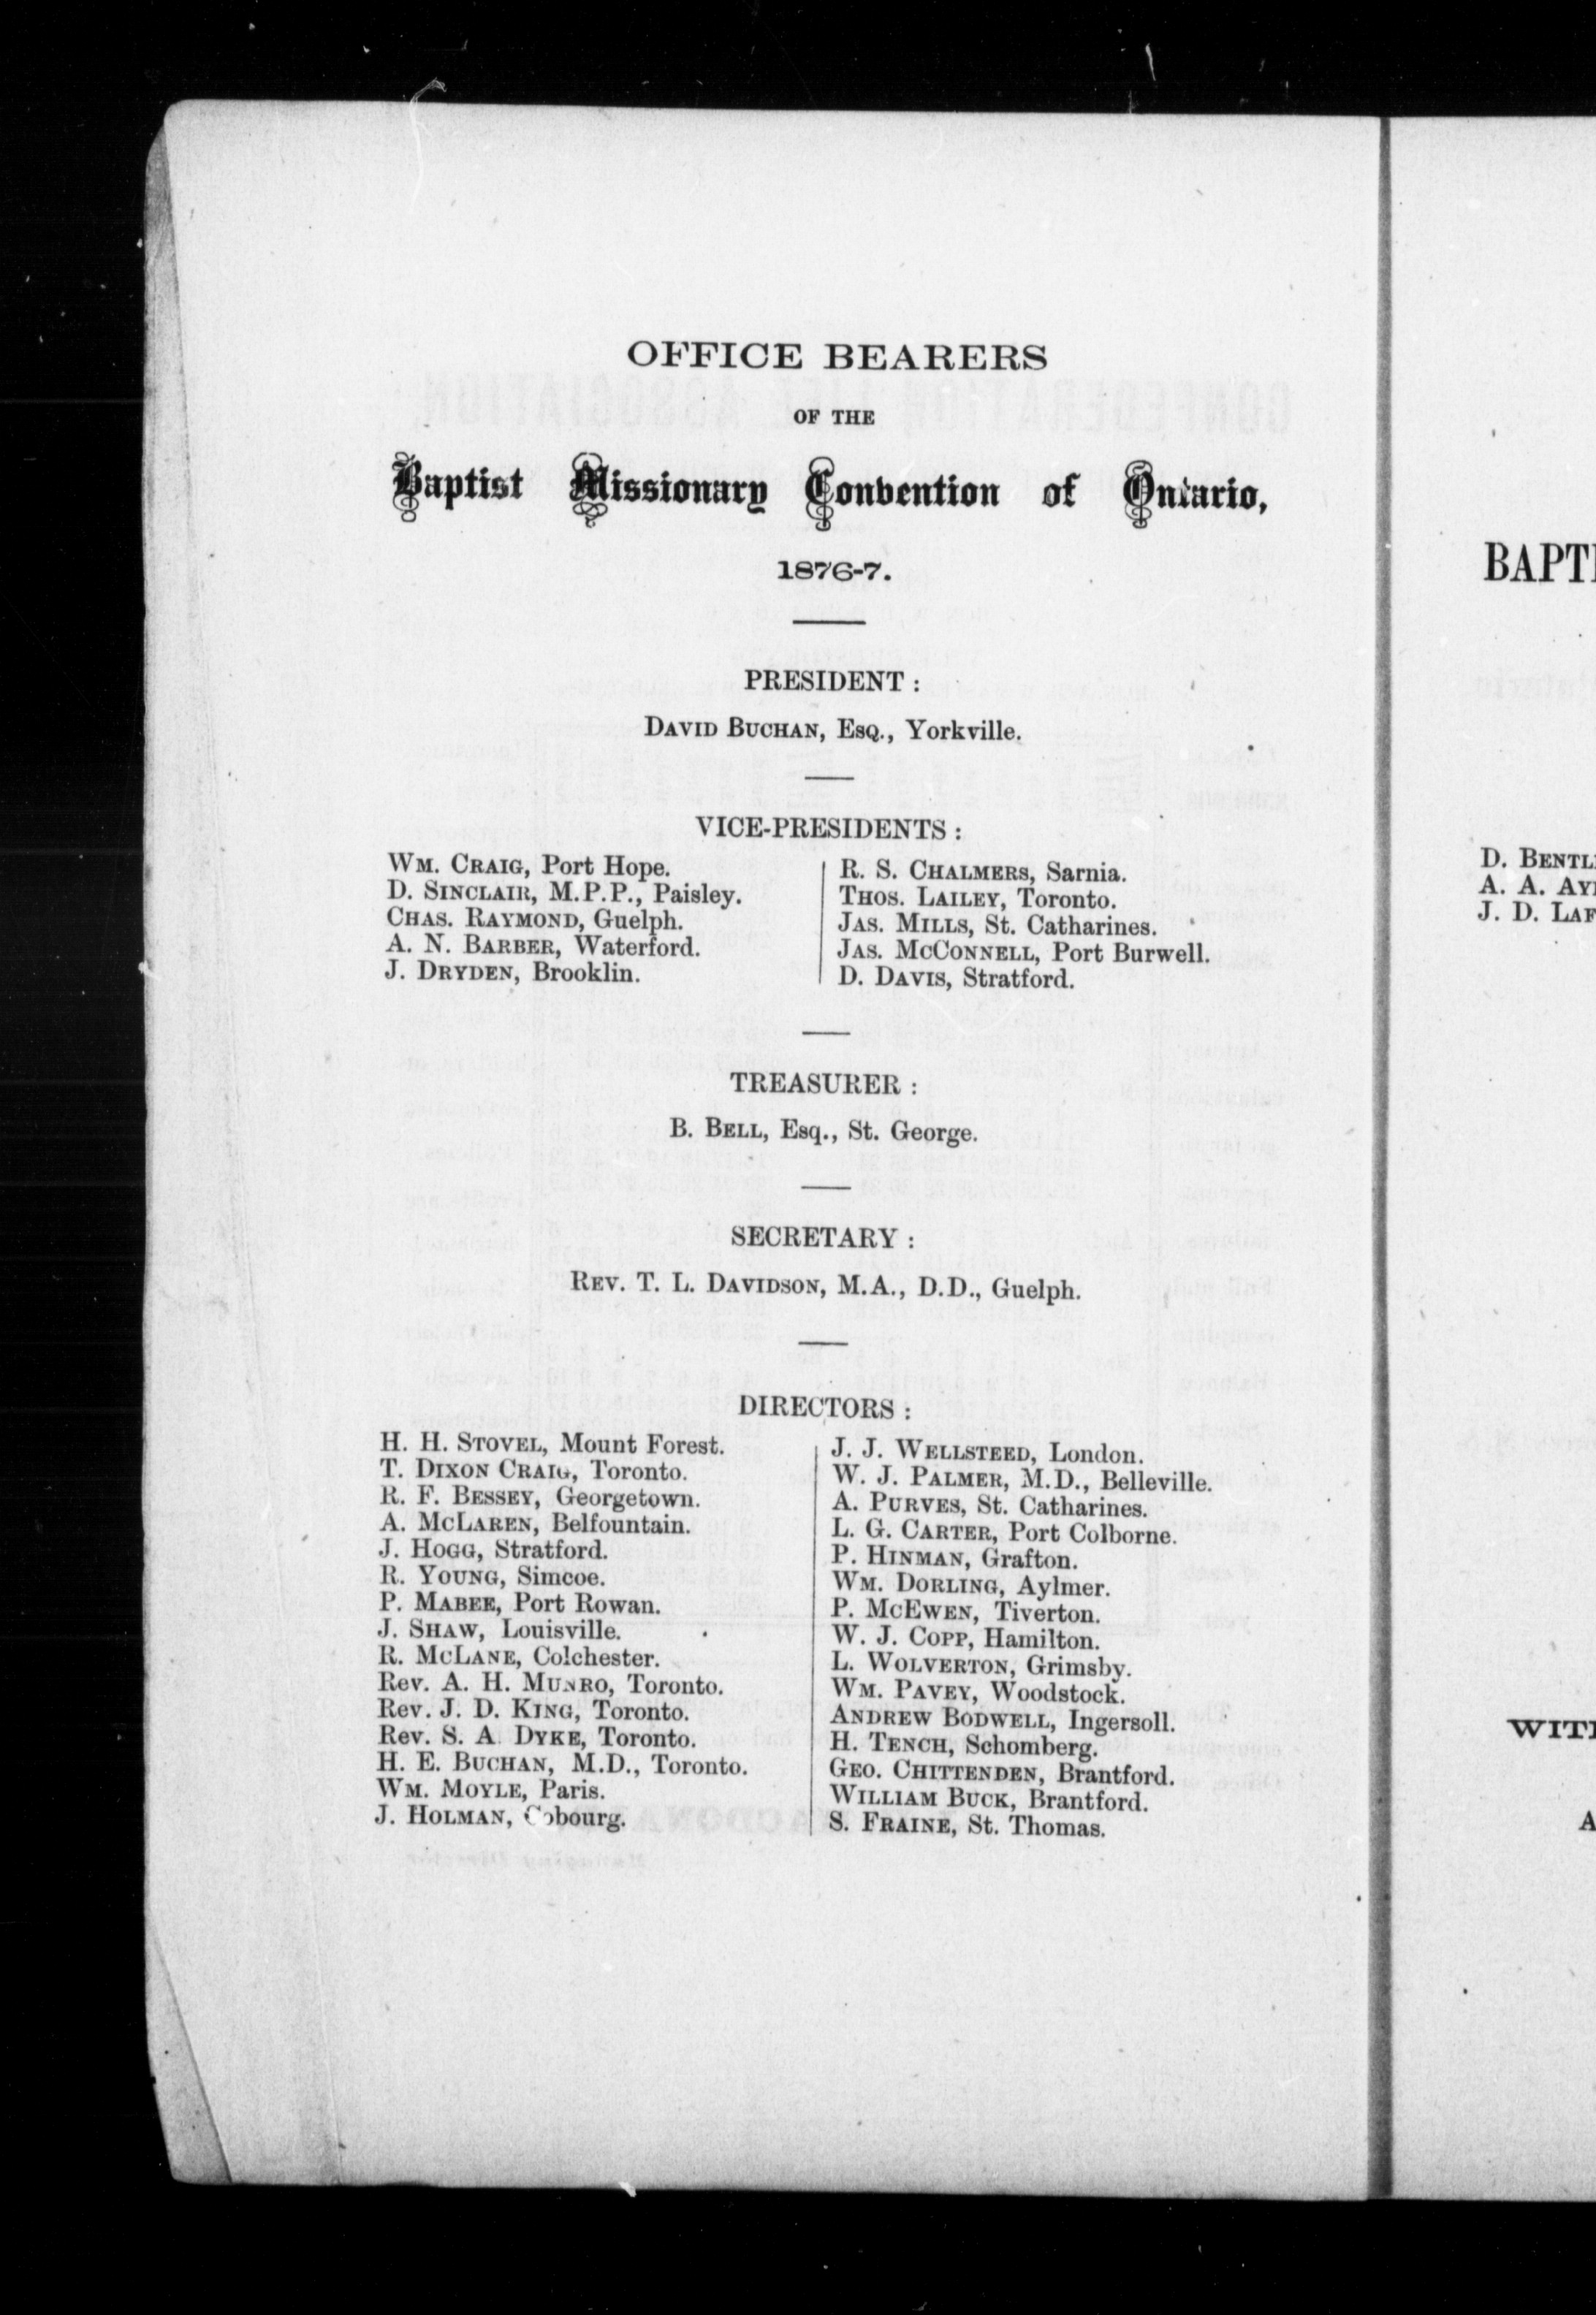 OFFICE BEARERS
OF THE
Baptist Missionary Convention of Ontario,
1876-7.
PRESIDENT :
DAVID BUCHAN, ESQ., Yorkville.
VICE-PRESIDENTS :
WM. CRAIG, Port Hope.
D. SINCLAIR, M.P.P., Paisley.
CHAS. RAYMOND, Guelph.
A. N. BARBER, Waterford.
J. DRYDEN, Brooklin.
R. S. CHALMERS, Sarnia.
THOS. LAILEY, Toronto.
JAS. MILLS, St. Catharines.
JAS. MCCONNELL, Port Burwell.
D. DAVIS, Stratford.
TREASURER :
B. BELL, Esq., St. George.
SECRETARY :
REV. T. L. DAVIDSON, M.A., D.D., Guelph.
DIRECTORS :
H. H. STOVEL, Mount Forest.
T. DIXON CRAIG, Toronto.
R. F. BESSEY, Georgetown.
A. MCLAREN, Belfountain.
J. HOGG, Stratford.
R. YOUNG, Simcoe.
P. MABEE, Port Rowan.
J. SHAW, Louisville.
R. MCLANE, Colchester.
Rev. A. H. MUNRO, Toronto.
Rev. J. D. KING, Toronto.
Rev. S. A. DYKE, Toronto.
H. E. BUCHAN, M.D., Toronto.
WM. MOYLE, Paris.
J. HOLMAN, Cobourg.
J. J. WELLSTEED, London.
W. J. PALMER, M.D., Belleville.
A. PURVES, St. Catharines.
L. G. CARTER, Port Colborne.
P. HINMAN, Grafton.
WM. DORLING, Aylmer.
P. MCEWEN, Tiverton.
W. J. COPP, Hamilton.
L. WOLVERTON, Grimsby.
WM. PAVEY, Woodstock.
ANDREW BODWELL, Ingersoll.
H. TENCH, Schomberg.
GEO. CHITTENDEN, Brantford.
WILLIAM BUCK, Brantford.
S. FRAINE, St. Thomas.
BAPTI
D. BENTL
A. A. AY
J. D. LAF
WITH
A